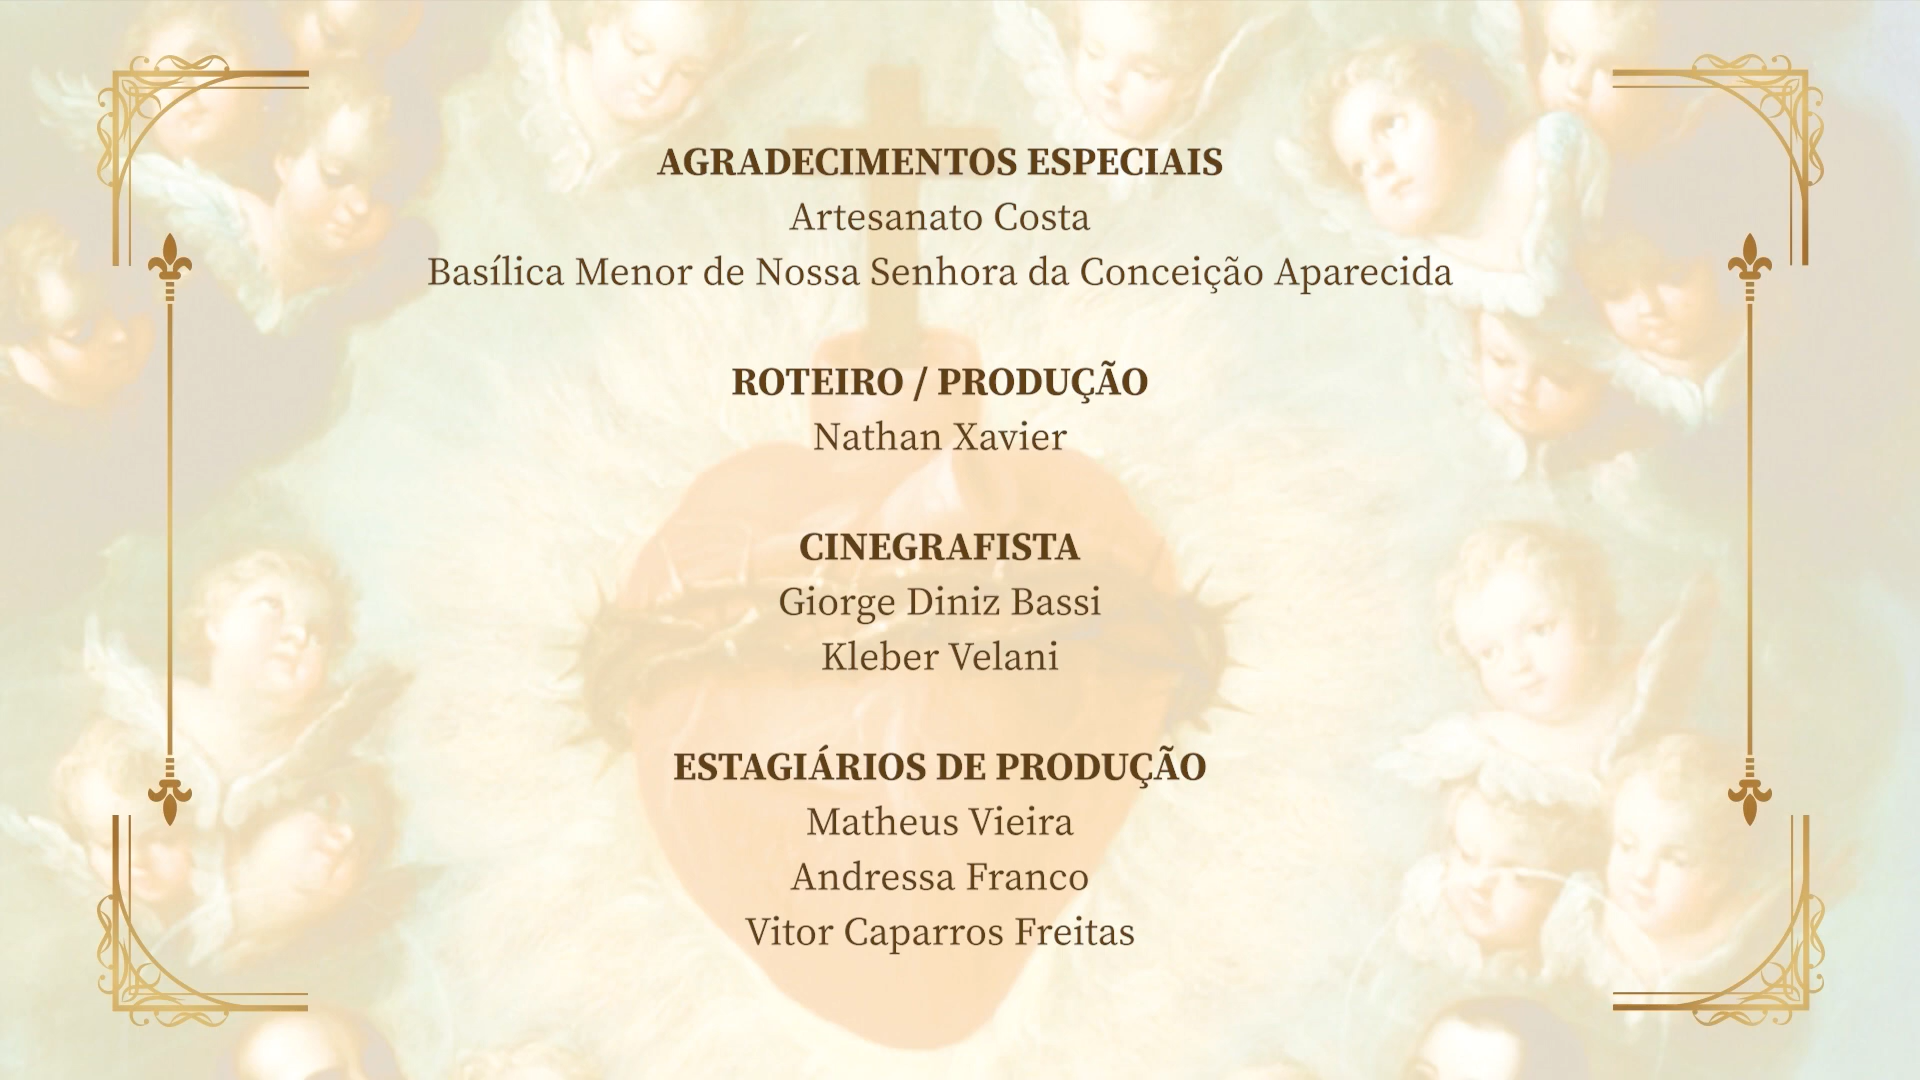 AGRADECIMENTOS ESPECIAIS
Artesanato Costa
Basílica Menor de Nossa Senhora da Conceição Aparecida
ROTEIRO / PRODUÇÃO
Nathan Xavier
CINEGRAFISTA
Giorge Diniz Bassi
Kleber Velani
ESTAGIÁRIOS DE PRODUÇÃO
Matheus Vieira
Andressa Franco
Vitor Caparros Freitas